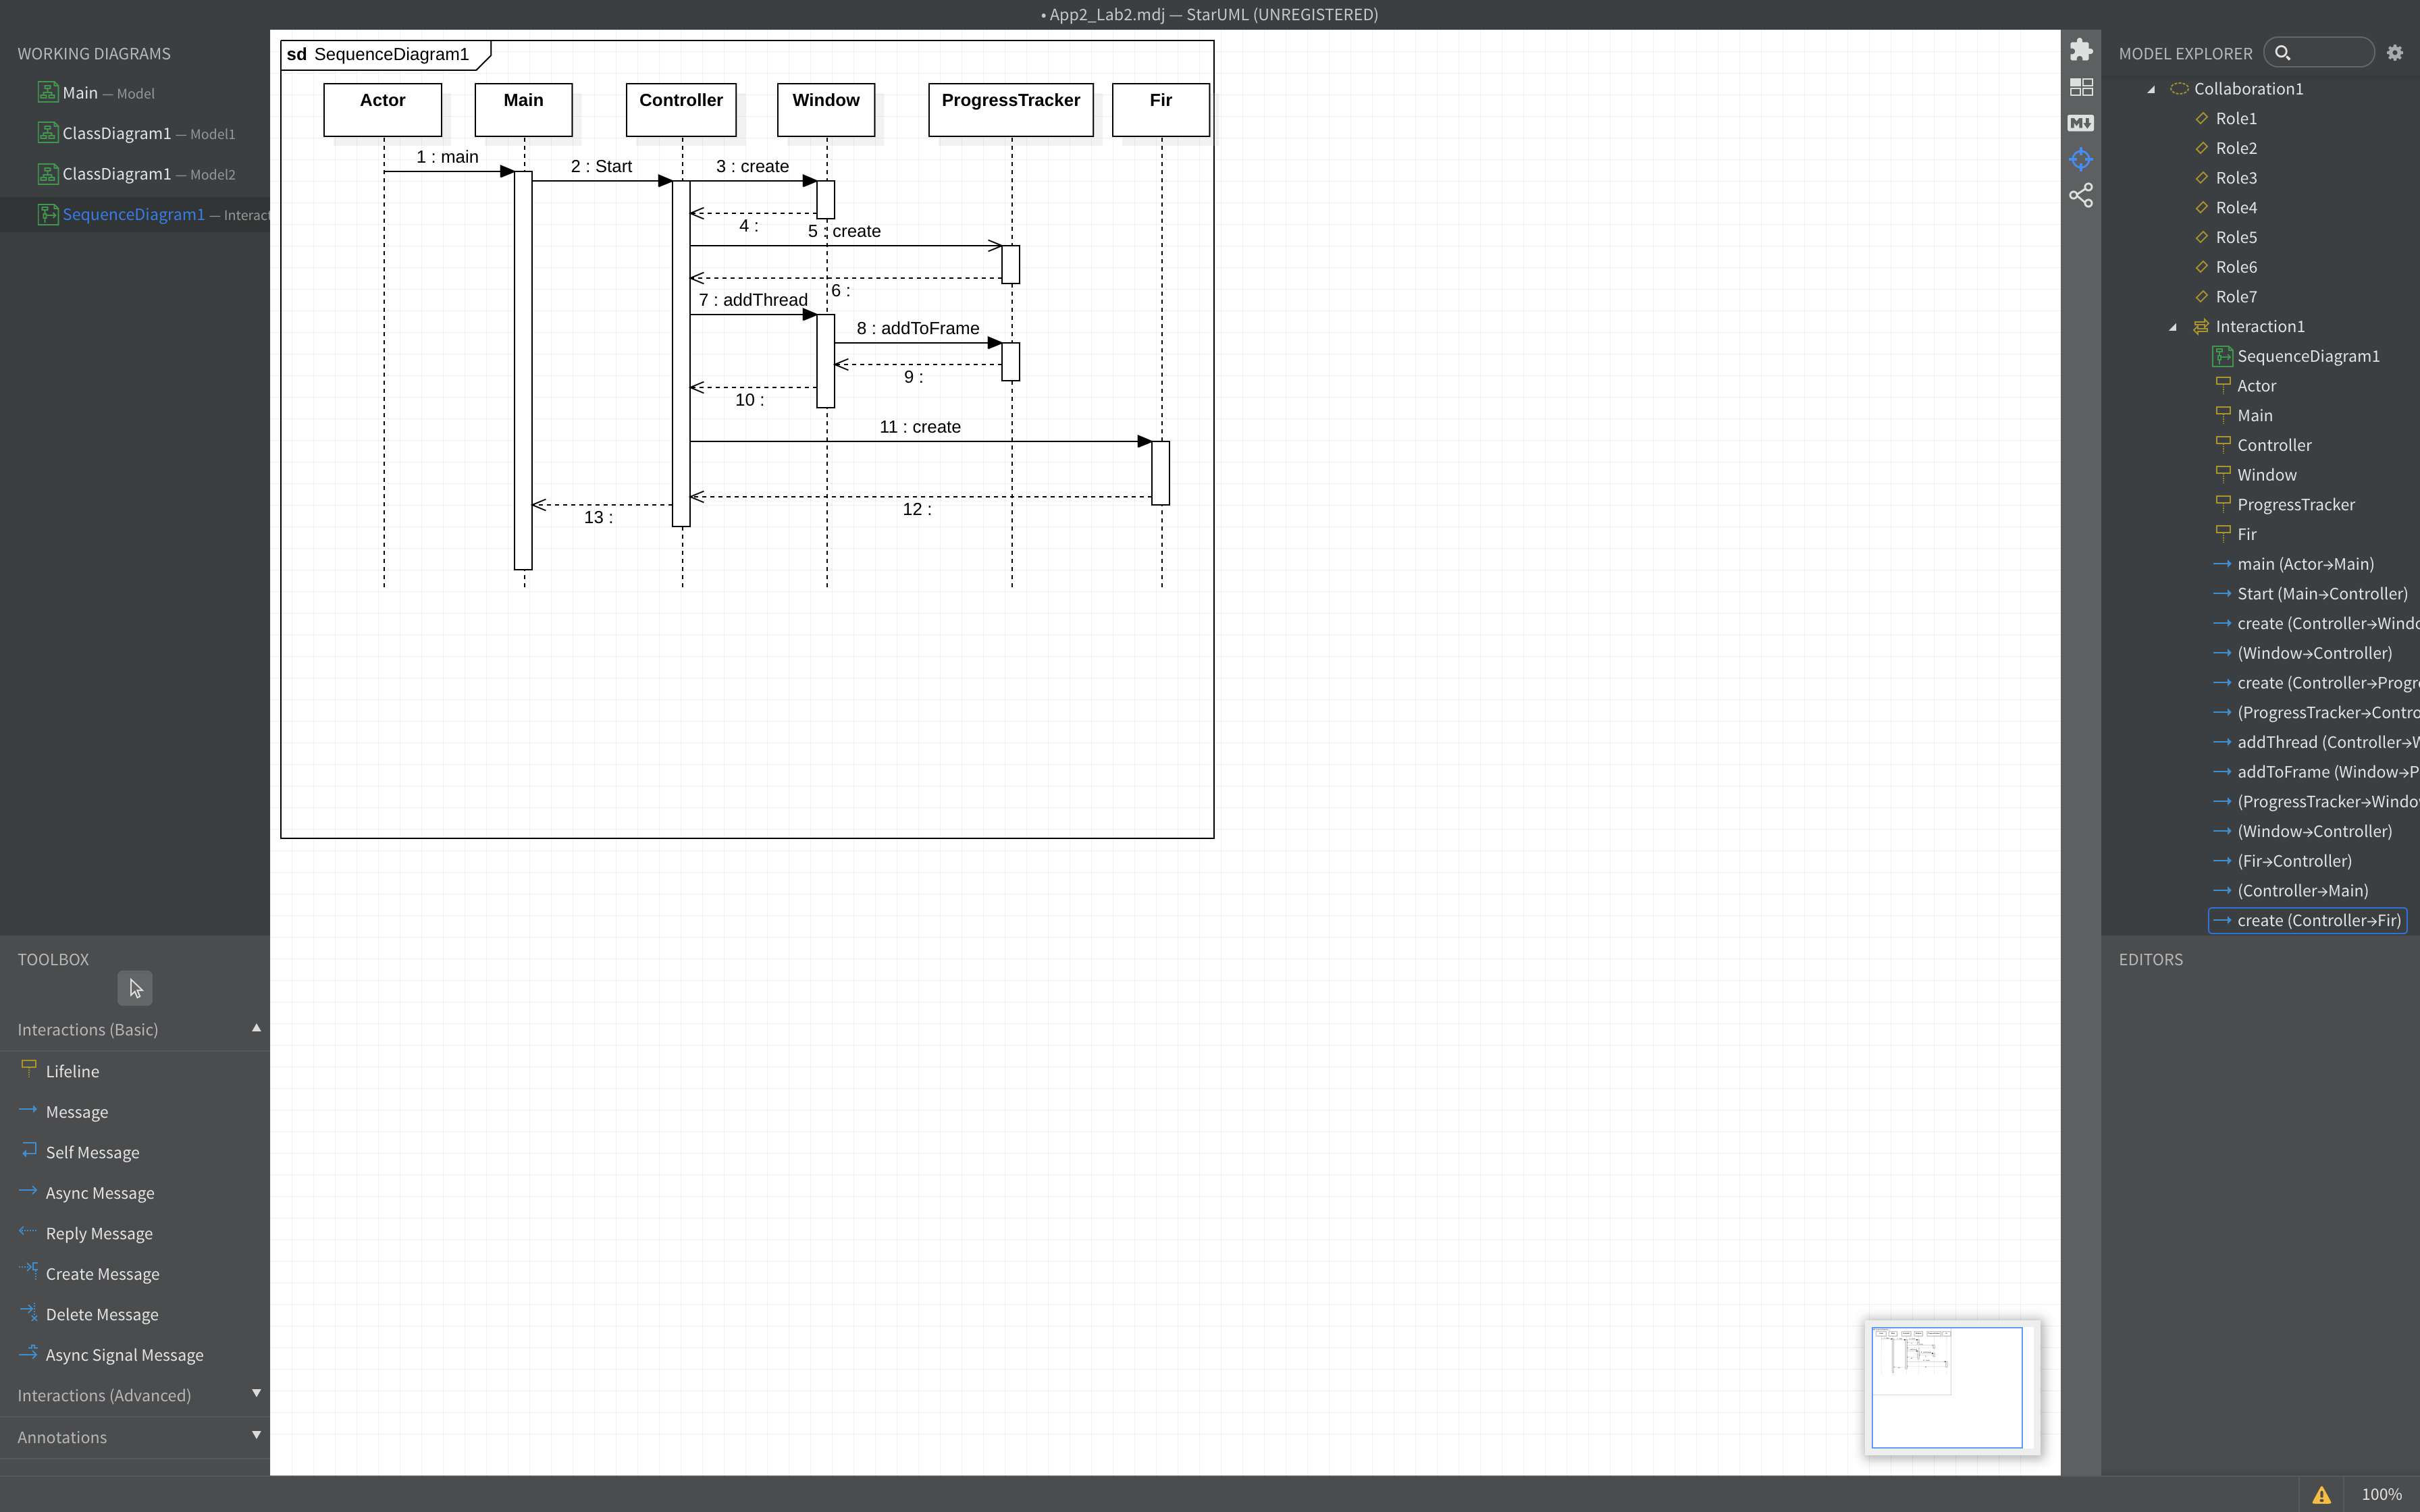 • App2_Lab2.mdj — StarUML (UNREGISTERED)
WORKING DIAGRAMS
Main — Model
ClassDiagram1 — Model1
ClassDiagram1 — Model2
SequenceDiagram1 — Interact
TOOLBOX
Interactions (Basic)
Lifeline
Message
Self Message
Async Message
Reply Message
Create Message
Delete Message
Async Signal Message
Interactions (Advanced)
Annotations
sd SequenceDiagram1
Actor Main Controller Window ProgressTracker Fir
1 : main
2 : Start
3 : create
4 :
5 : create
6 :
7 : addThread
8 : addToFrame
9 :
10 :
11 : create
12 :
13 :
MODEL EXPLORER
Collaboration1
Role1
Role2
Role3
Role4
Role5
Role6
Role7
Interaction1
SequenceDiagram1
Actor
Main
Controller
Window
ProgressTracker
Fir
main (Actor→Main)
Start (Main→Controller)
create (Controller→Windo
(Window→Controller)
create (Controller→Progr
(ProgressTracker→Contro
addThread (Controller→W
addToFrame (Window→P
(ProgressTracker→Windo
(Window→Controller)
(Fir→Controller)
(Controller→Main)
create (Controller→Fir)
EDITORS
100%